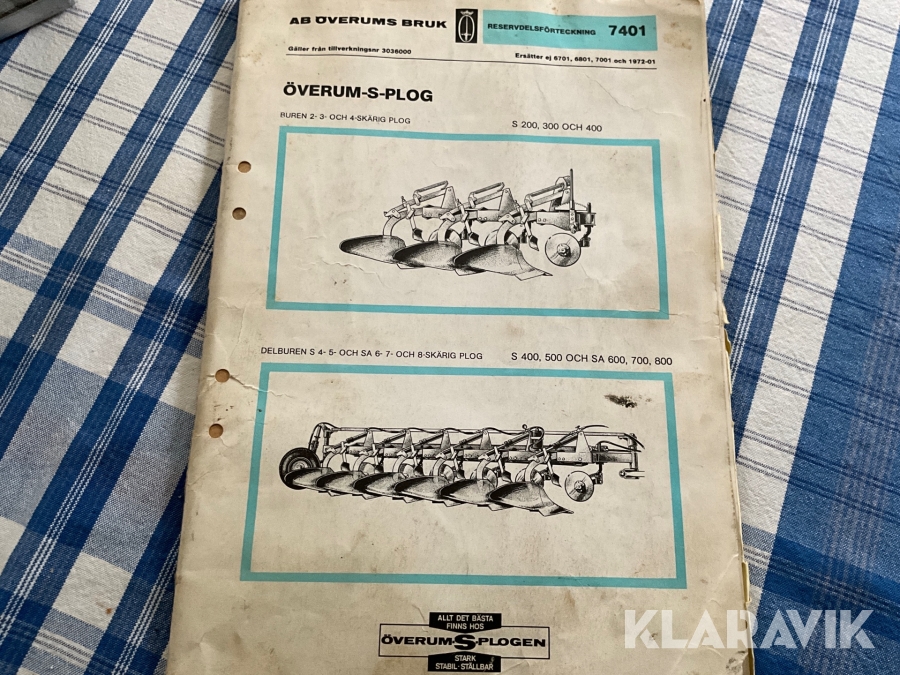 AB ÖVERUMS BRUK
RESERVDELSFÖRTECKNING 7401
Gäller från tillverkningsnr 3036000
Ersätter ej 6701, 6801, 7001 och 1972-01
ÖVERUM-S-PLOG
BUREN 2- 3- OCH 4-SKÄRIG PLOG S 200, 300 OCH 400
DELBUREN S 4- 5- OCH SA 6- 7- OCH 8-SKÄRIG PLOG S 400, 500 OCH SA 600, 700, 800
ALLT DET BÄSTA
FINNS HOS
ÖVERUM-S-PLOGEN
STARK
STABIL-STÄLLBAR
KLARAVIK